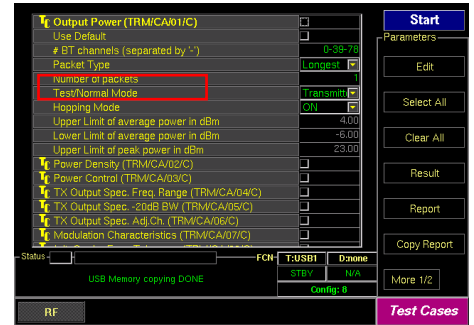 Output Power (TRM/CA/01/C)
Use Default
# BT channels (separated by '-') 0-39-78
Packet Type Longest
Number of packets 1
Test/Normal Mode Transmitt
Hopping Mode ON
Upper Limit of average power in dBm 4.00
Lower Limit of average power in dBm -6.00
Upper Limit of peak power in dBm 23.00
Power Density (TRM/CA/02/C)
Power Control (TRM/CA/03/C)
TX Output Spec. Freq. Range (TRM/CA/04/C)
TX Output Spec. -20dB BW (TRM/CA/05/C)
TX Output Spec. Adj.Ch. (TRM/CA/06/C)
Modulation Characteristics (TRM/CA/07/C)
Status
USB Memory copying DONE
FCN
T:USB1 D:none
STBY N/A
Config: 8
RF
Start
Parameters
Edit
Select All
Clear All
Result
Report
Copy Report
More 1/2
Test Cases